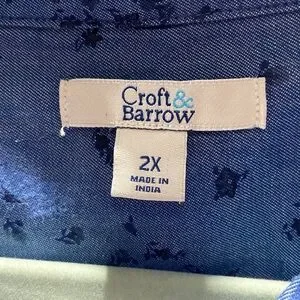 Croft&
Barrow
2X
MADE IN
INDIA